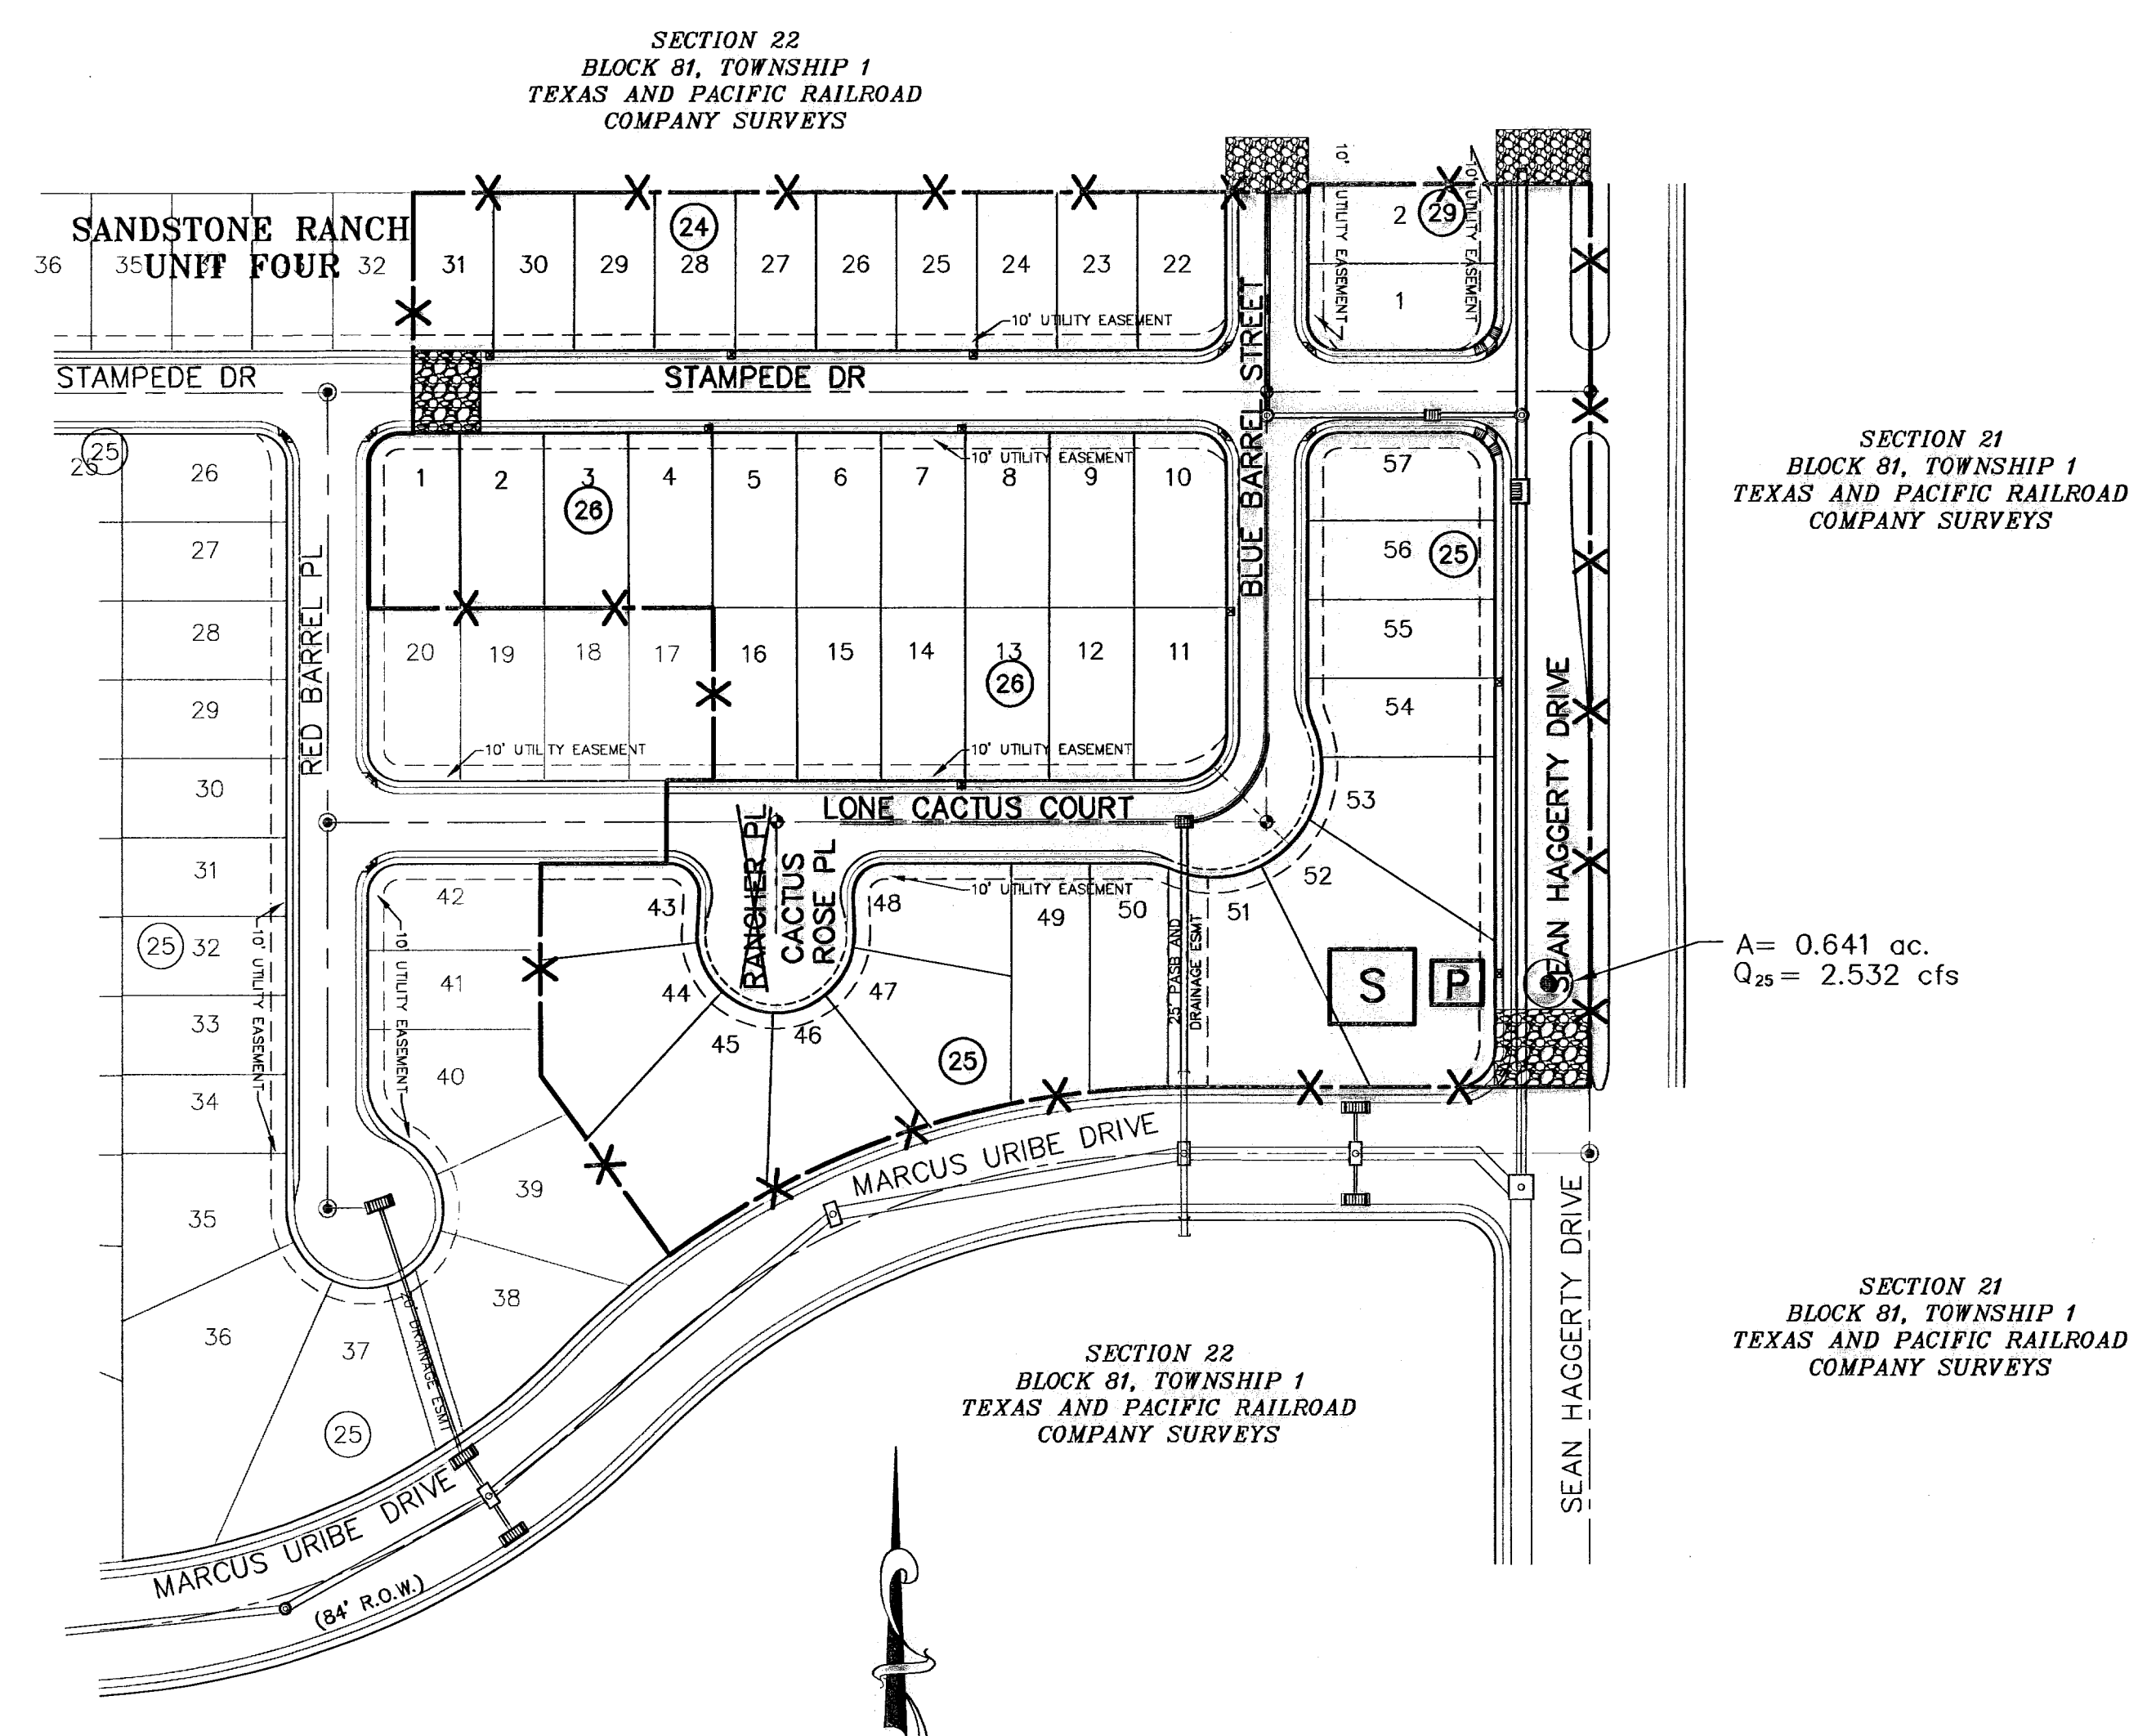 SECTION 22
BLOCK 81, TOWNSHIP 1
TEXAS AND PACIFIC RAILROAD
COMPANY SURVEYS
SANDSTONE RANCH
UNIT FOUR
36 35 32 31 30 29 28 27 26 25 24 23 22
24
2 29
1
10' UTILITY EASEMENT
10' UTILITY EASEMENT
10' UTILITY EASEMENT
STAMPEDE DR
STAMPEDE DR
BLUE BARREL STREET
25
25
26
27
28
29
30
31
25 32
33
34
35
36
37
25
38
39
40
41
42
RED BARREL PL
10' UTILITY EASEMENT
10' UTILITY EASEMENT
10' UTILITY EASEMENT
1 2 3 4 5 6 7 8 9 10
26
20 19 18 17 16 15 14 13 12 11
26
10' UTILITY EASEMENT
10' UTILITY EASEMENT
57
56 25
55
54
53
52
51
50
49
48
47
46
45
44
43
25
LONE CACTUS COURT
RANCHER PL
CACTUS
ROSE PL
10' UTILITY EASEMENT
25' PASB AND
DRAINAGE ESMT
S P
SEAN HAGGERTY DRIVE
A= 0.641 ac.
Q25= 2.532 cfs
SECTION 21
BLOCK 81, TOWNSHIP 1
TEXAS AND PACIFIC RAILROAD
COMPANY SURVEYS
MARCUS URIBE DRIVE
DRAINAGE ESMT
MARCUS URIBE DRIVE
(84' R.O.W.)
SECTION 22
BLOCK 81, TOWNSHIP 1
TEXAS AND PACIFIC RAILROAD
COMPANY SURVEYS
SEAN HAGGERTY DRIVE
SECTION 21
BLOCK 81, TOWNSHIP 1
TEXAS AND PACIFIC RAILROAD
COMPANY SURVEYS